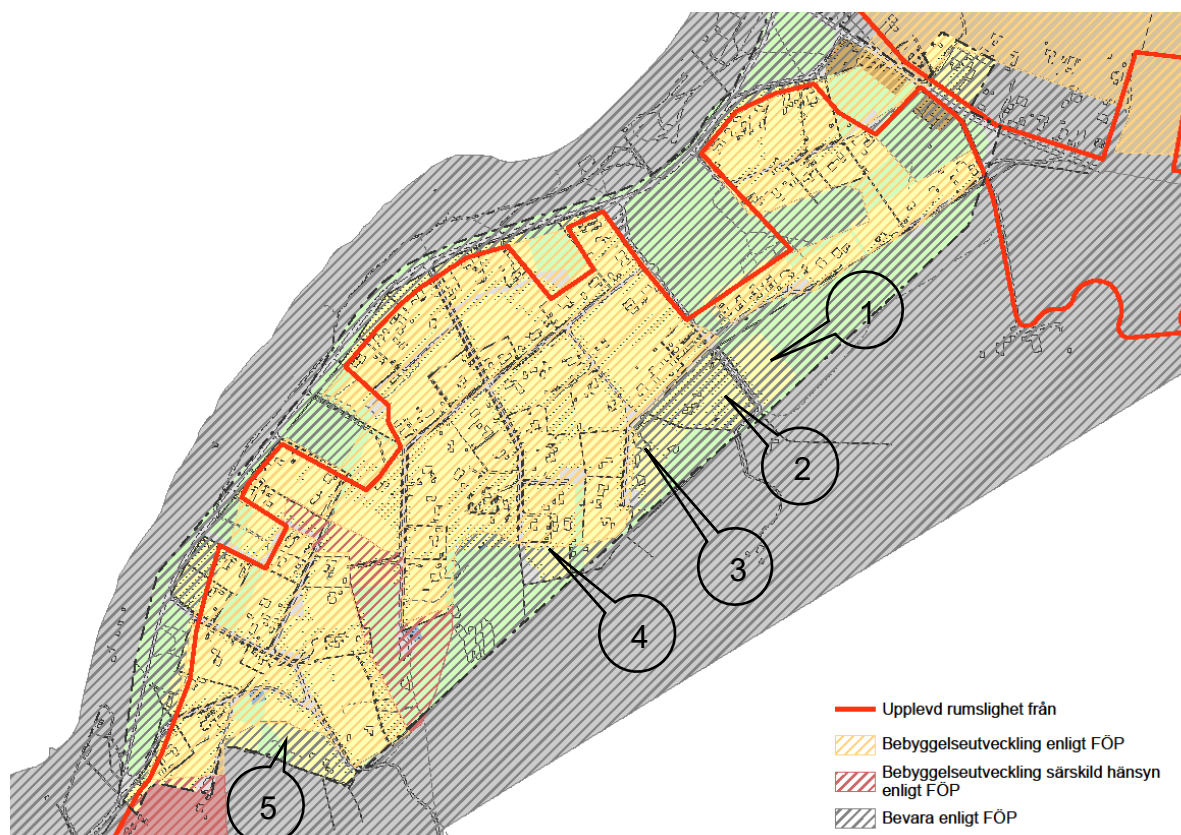 1
2
3
4
5
Upplevd rumslighet från
Bebyggelseutveckling enligt FÖP
Bebyggelseutveckling särskild hänsyn
enligt FÖP
Bevara enligt FÖP